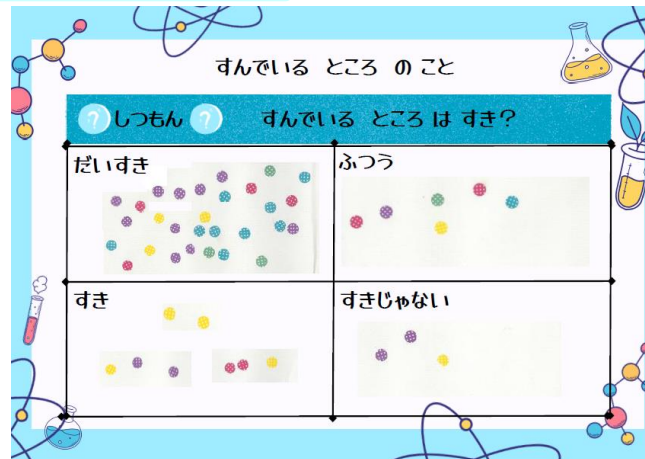 すんでいる ところ の こと
? しつもん ? すんでいる ところ は すき?
だいすき
ふつう
すき
すきじゃない